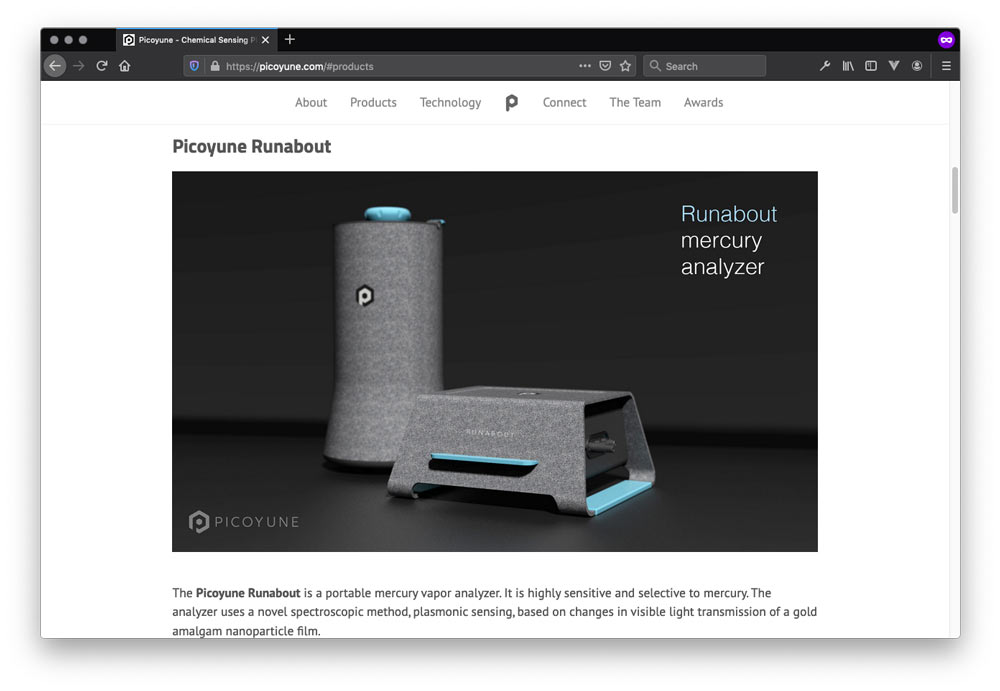 Picoyune - Chemical Sensing Pl
https://picoyune.com/#products
Search
About Products Technology Connect The Team Awards
Picoyune Runabout
Runabout
mercury
analyzer
RUNABOUT
PICOYUNE
The Picoyune Runabout is a portable mercury vapor analyzer. It is highly sensitive and selective to mercury. The
analyzer uses a novel spectroscopic method, plasmonic sensing, based on changes in visible light transmission of a gold
amalgam nanoparticle film.